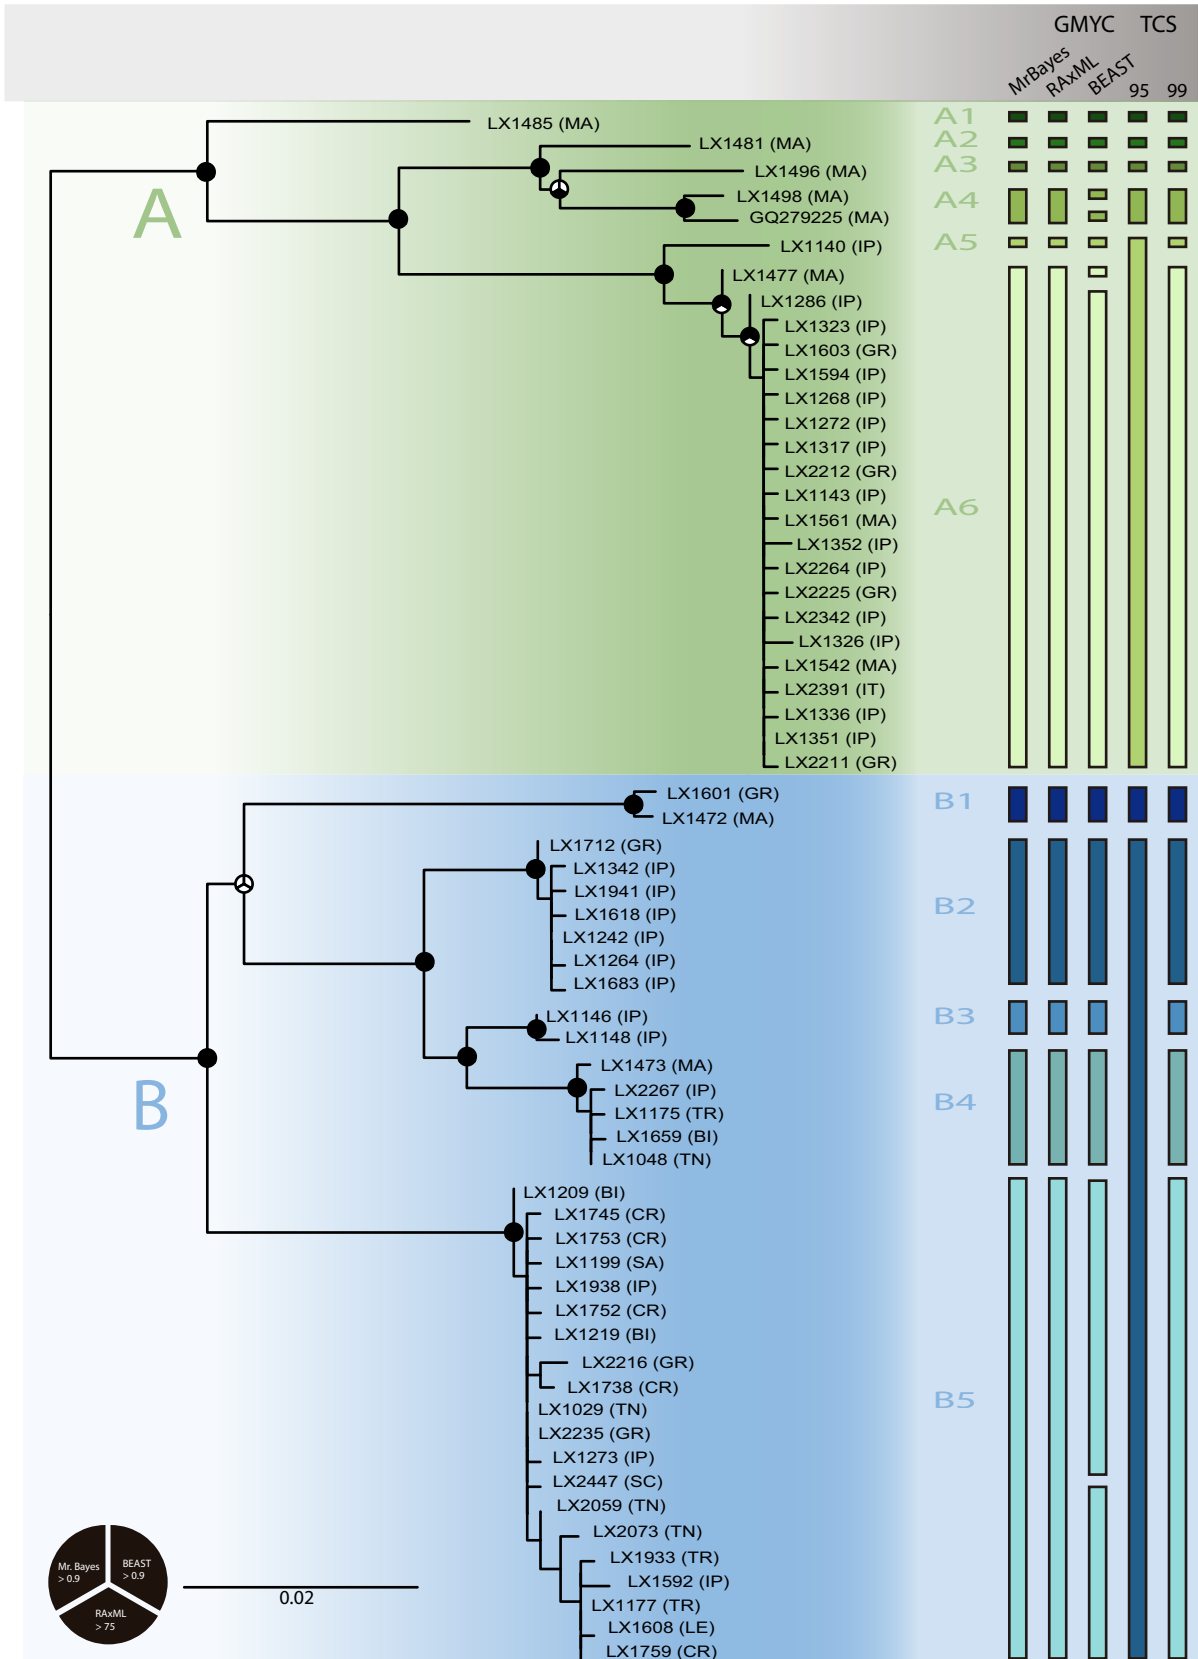 GMYC TCS
MrBayes RAxML BEAST 95 99
A
A1
LX1485 (MA)
A2
LX1481 (MA)
A3
LX1496 (MA)
A4
LX1498 (MA)
GQ279225 (MA)
A5
LX1140 (IP)
LX1477 (MA)
LX1286 (IP)
LX1323 (IP)
LX1603 (GR)
LX1594 (IP)
LX1268 (IP)
LX1272 (IP)
LX1317 (IP)
LX2212 (GR)
LX1143 (IP)
A6
LX1561 (MA)
LX1352 (IP)
LX2264 (IP)
LX2225 (GR)
LX2342 (IP)
LX1326 (IP)
LX1542 (MA)
LX2391 (IT)
LX1336 (IP)
LX1351 (IP)
LX2211 (GR)
B
LX1601 (GR)
B1
LX1472 (MA)
LX1712 (GR)
LX1342 (IP)
LX1941 (IP)
B2
LX1618 (IP)
LX1242 (IP)
LX1264 (IP)
LX1683 (IP)
LX1146 (IP)
B3
LX1148 (IP)
LX1473 (MA)
LX2267 (IP)
B4
LX1175 (TR)
LX1659 (BI)
LX1048 (TN)
LX1209 (BI)
LX1745 (CR)
LX1753 (CR)
LX1199 (SA)
LX1938 (IP)
LX1752 (CR)
LX1219 (BI)
LX2216 (GR)
LX1738 (CR)
B5
LX1029 (TN)
LX2235 (GR)
LX1273 (IP)
LX2447 (SC)
LX2059 (TN)
LX2073 (TN)
LX1933 (TR)
LX1592 (IP)
LX1177 (TR)
LX1608 (LE)
LX1759 (CR)
Mr. Bayes
> 0.9
BEAST
> 0.9
RAxML
> 75
0.02